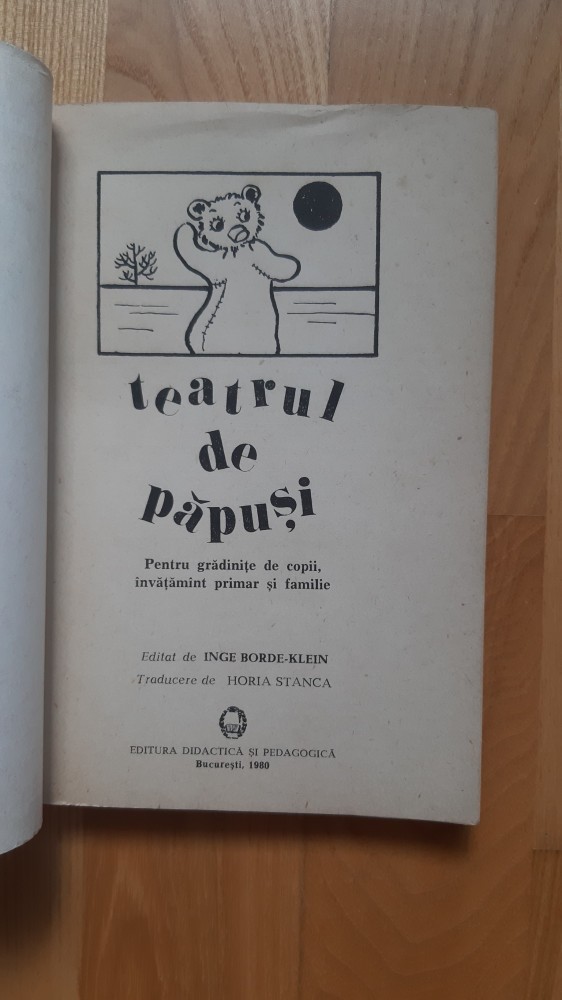 teatrul
de
păpuși
Pentru grădinițe de copii,
învățămînt primar și familie
Editat de INGE BORDE-KLEIN
Traducere de HORIA STANCA
EDITURA DIDACTICĂ ȘI PEDAGOGICĂ
București, 1980